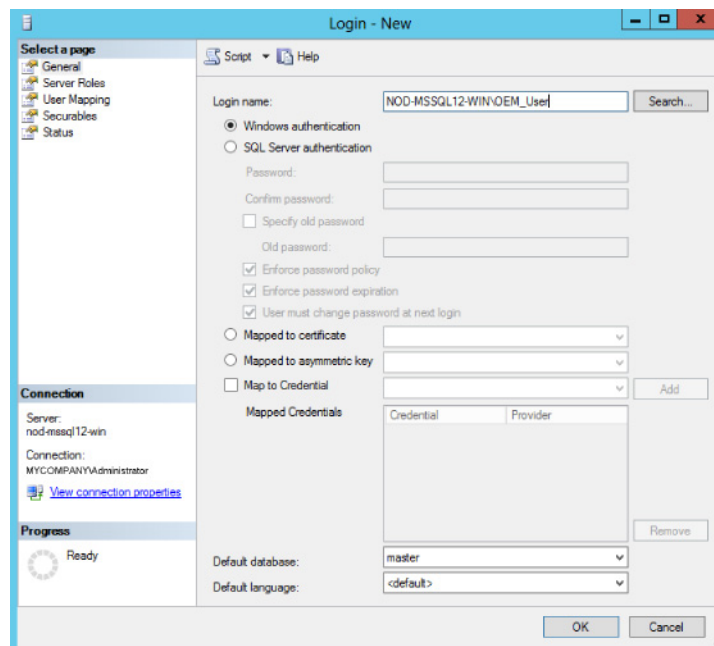 Login - New
Select a page
General
Server Roles
User Mapping
Securables
Status
Script Help
Login name: NOD-MSSQL12-WIN\OEM_User Search...
Windows authentication
SQL Server authentication
Password:
Confirm password:
Specify old password
Old password:
Enforce password policy
Enforce password expiration
User must change password at next login
Mapped to certificate
Mapped to asymmetric key
Map to Credential Add
Mapped Credentials Credential Provider
Remove
Default database: master
Default language: <default>
Connection
Server:
nod-mssql12-win
Connection:
MYCOMPANY\Administrator
View connection properties
Progress
Ready
OK Cancel